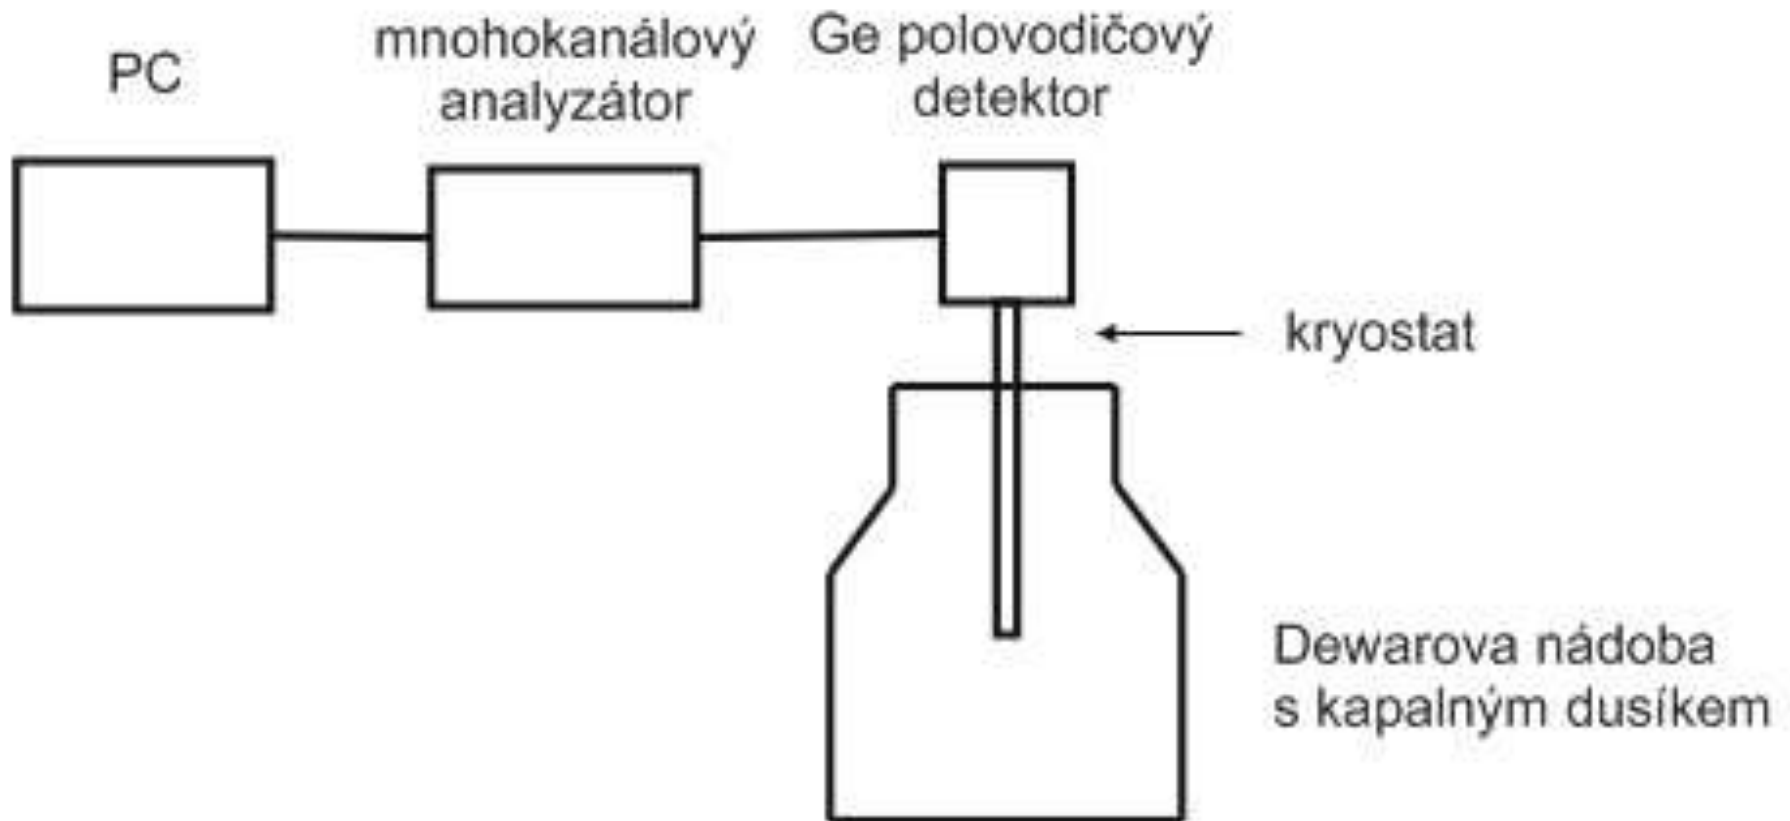 PC
mnohokanálový
analyzátor
Ge polovodičový
detektor
kryostat
Dewarova nádoba
s kapalným dusíkem